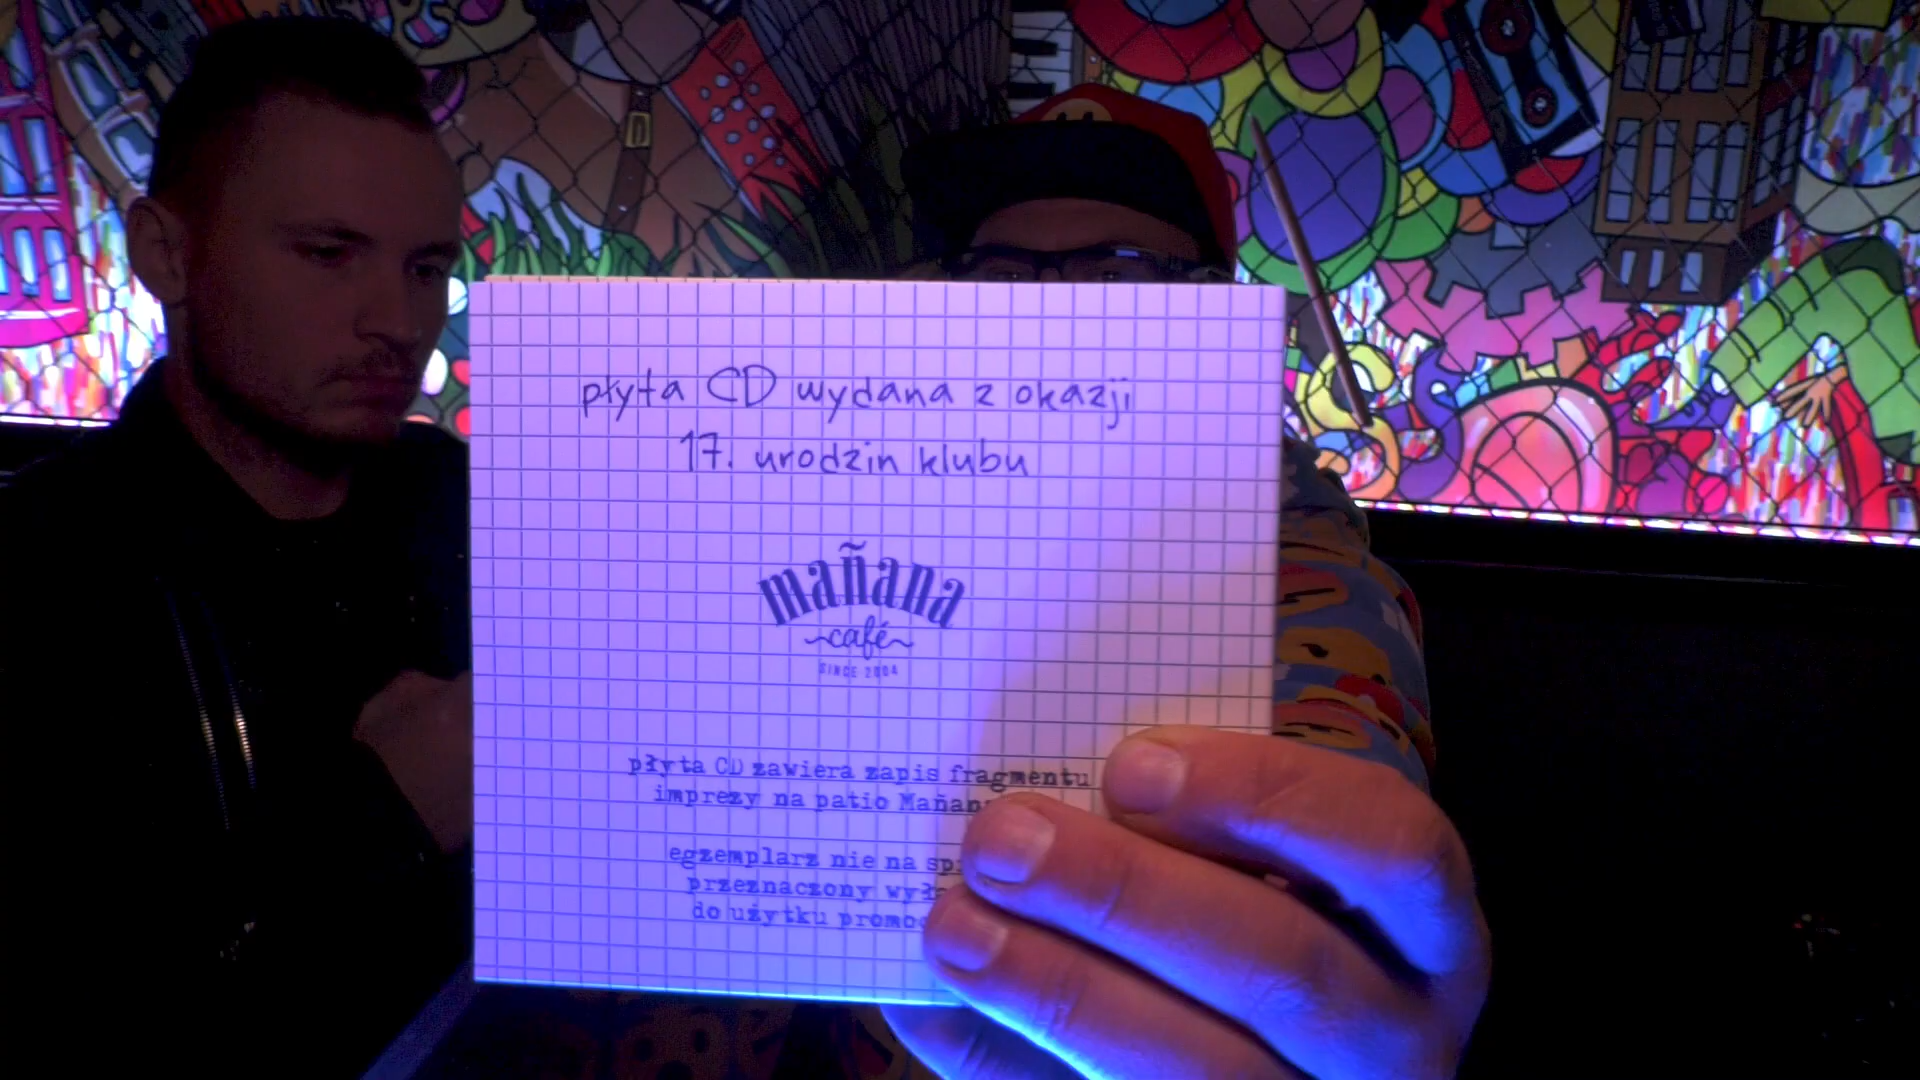 płyta CD wydana z okazji
17. urodzin klubu
mañana
café
SINCE 2004
płyta CD zawiera zapis fragmentu
imprezy na patio
egzemplarz nie na
przeznaczony
do użytku